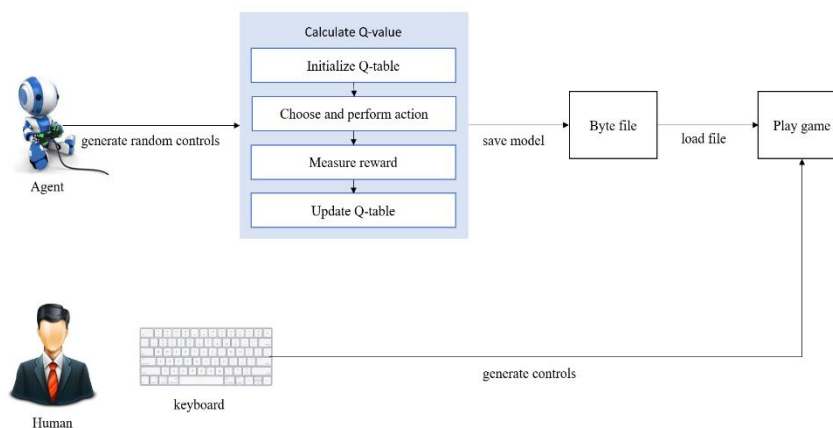 Calculate Q-value
Initialize Q-table
Choose and perform action
Measure reward
Update Q-table
generate random controls
Agent
save model
Byte file
load file
Play game
Human
keyboard
generate controls